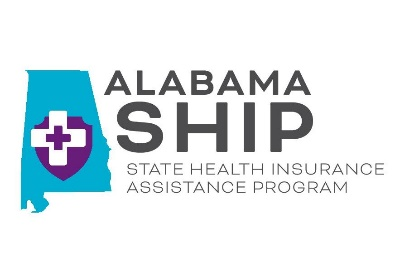 ALABAMA
SHIP
STATE HEALTH INSURANCE
ASSISTANCE PROGRAM